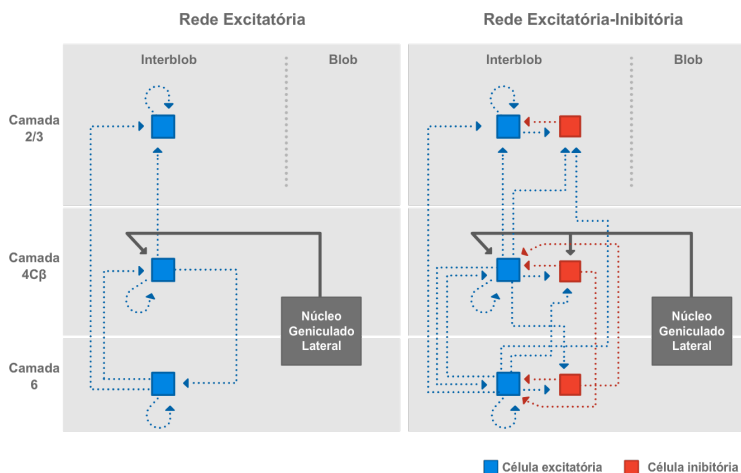 Rede Excitatória
Rede Excitatória-Inibitória
Interblob
Blob
Interblob
Blob
Camada
2/3
Camada
4Cβ
Núcleo
Geniculado
Lateral
Núcleo
Geniculado
Lateral
Camada
6
Célula excitatória
Célula inibitória